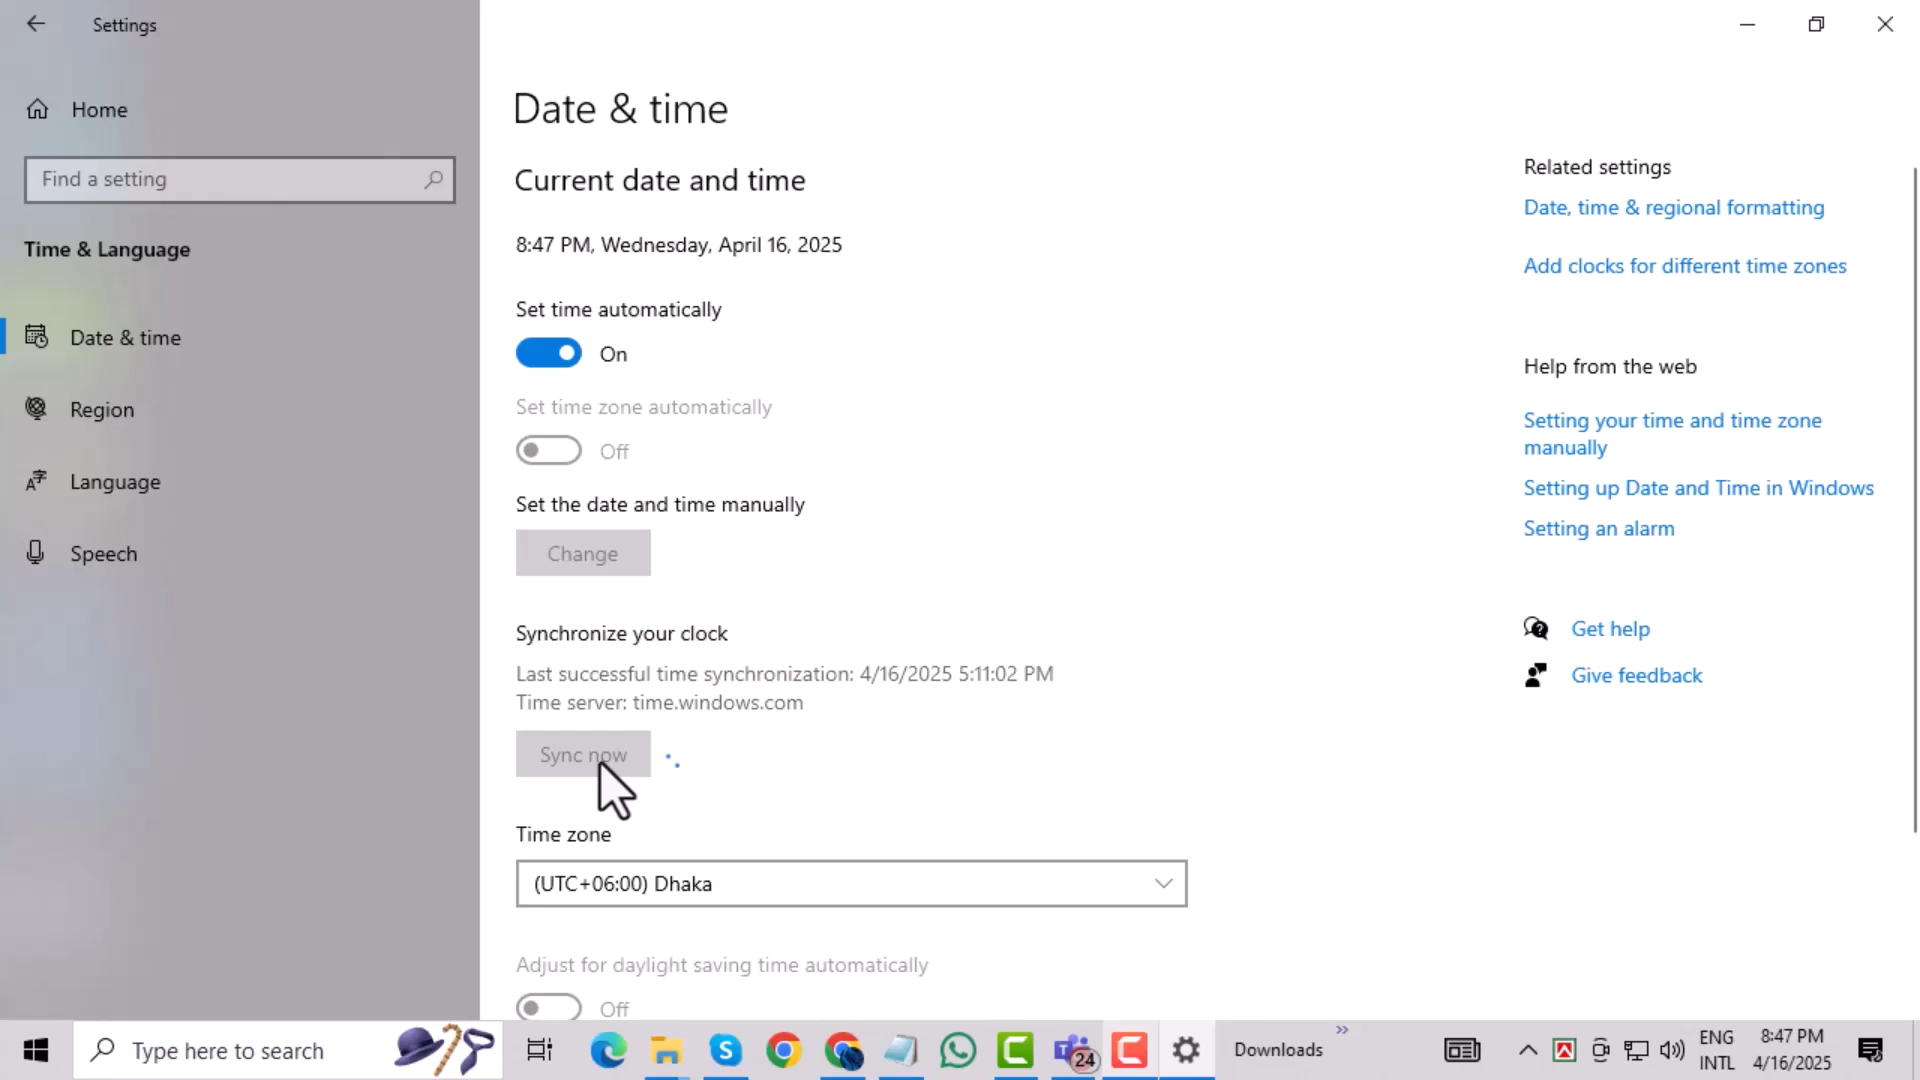 Settings
Home
Find a setting
Time & Language
Date & time
Region
Language
Speech
Date & time
Current date and time
8:47 PM, Wednesday, April 16, 2025
Set time automatically
On
Set time zone automatically
Off
Set the date and time manually
Change
Synchronize your clock
Last successful time synchronization: 4/16/2025 5:11:02 PM
Time server: time.windows.com
Sync now
Time zone
(UTC+06:00) Dhaka
Adjust for daylight saving time automatically
Off
Related settings
Date, time & regional formatting
Add clocks for different time zones
Help from the web
Setting your time and time zone
manually
Setting up Date and Time in Windows
Setting an alarm
Get help
Give feedback
Type here to search
24
Downloads
ENG
INTL
8:47 PM
4/16/2025